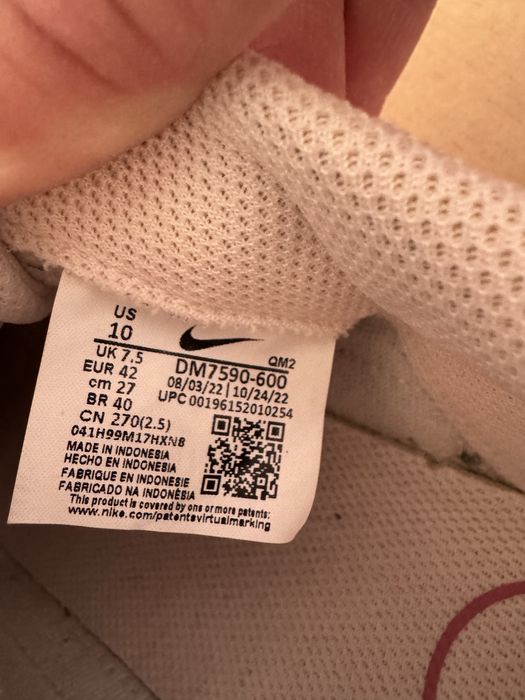 US
10
UK 7.5
EUR 42
cm 27
BR 40
CN 270(2.5)
QM2
DM7590-600
08/03/22 | 10/24/22
UPC 00196152010254
041H99M17HXN8
MADE IN INDONESIA
HECHO EN INDONESIA
FABRIQUE EN INDONESIE
FABRICADO NA INDONÉSIA
This product is covered by one or more patents:
www.nike.com/patentsvirtualmarking